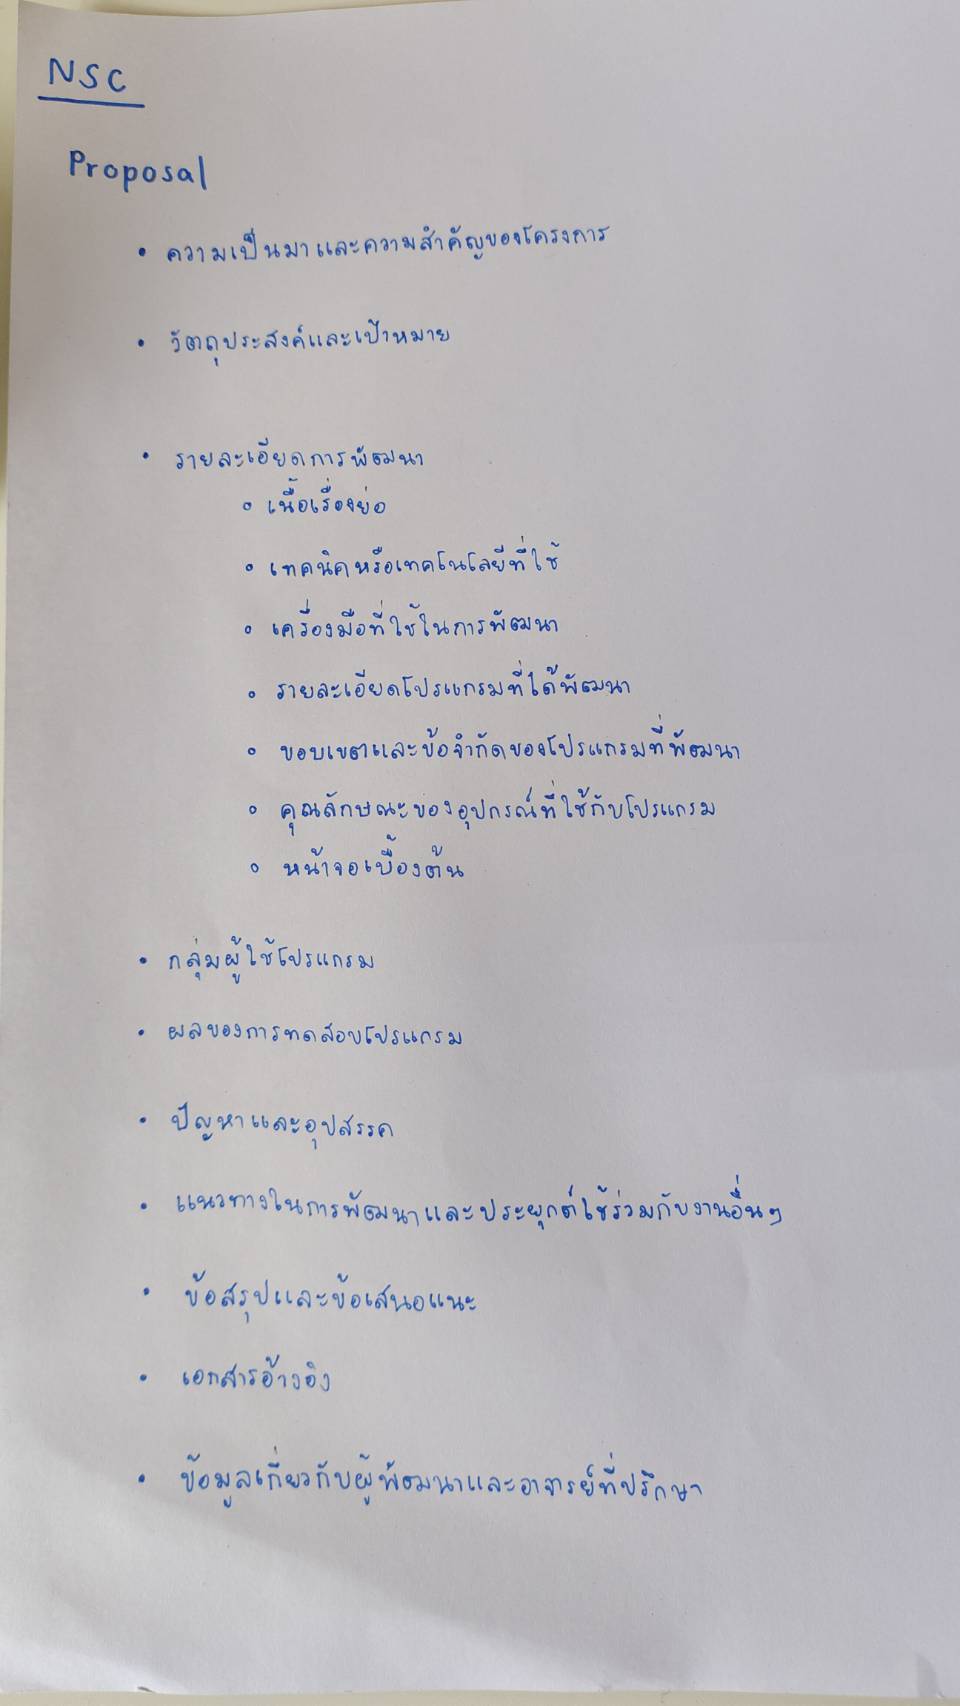 NSC
Proposal
• ความเป็นมาและความสำคัญของโครงการ
• วัตถุประสงค์และเป้าหมาย
• รายละเอียดการพัฒนา
◦ เนื้อเรื่องย่อ
◦ เทคนิคหรือเทคโนโลยีที่ใช้
◦ เครื่องมือที่ใช้ในการพัฒนา
◦ รายละเอียดโปรแกรมที่ได้พัฒนา
◦ ขอบเขตและข้อจำกัดของโปรแกรมที่พัฒนา
◦ คุณลักษณะของอุปกรณ์ที่ใช้กับโปรแกรม
◦ หน้าจอเบื้องต้น
• กลุ่มผู้ใช้โปรแกรม
• ผลของการทดสอบโปรแกรม
• ปัญหาและอุปสรรค
• แนวทางในการพัฒนาและประยุกต์ใช้ร่วมกับงานอื่นๆ
• ข้อสรุปและข้อเสนอแนะ
• เอกสารอ้างอิง
• ข้อมูลเกี่ยวกับผู้พัฒนาและอาจารย์ที่ปรึกษา